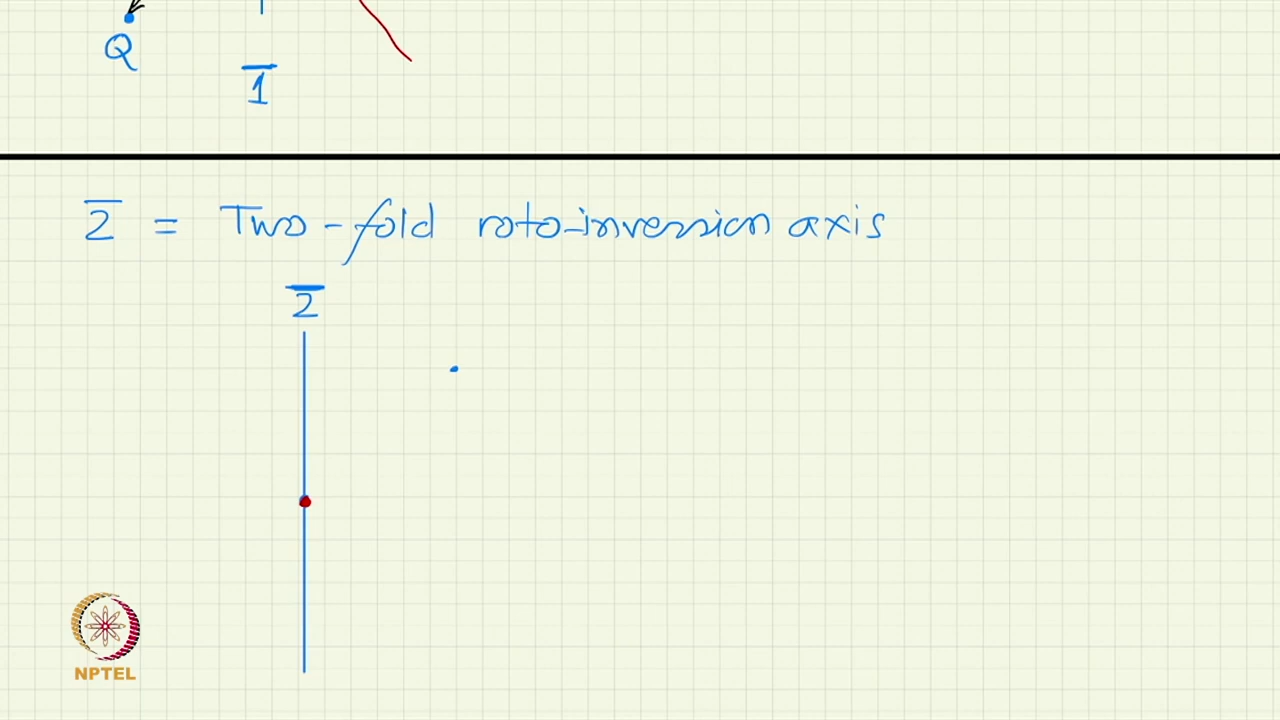 Q
1̅
2̅ = Two-fold roto-inversion axis
2̅
NPTEL